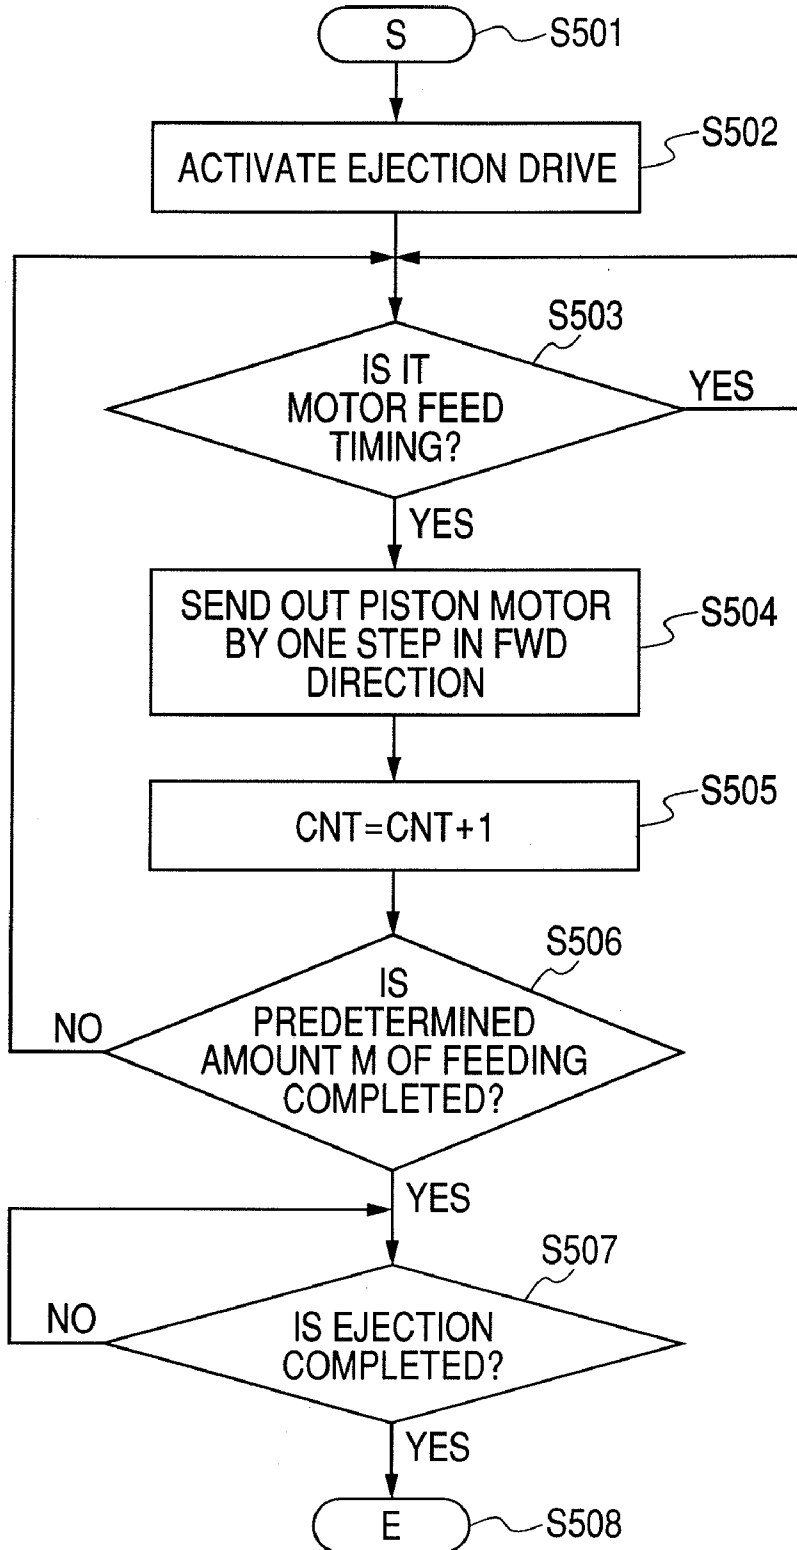 S
S501
ACTIVATE EJECTION DRIVE
S502
S503
IS IT
MOTOR FEED
TIMING?
YES
YES
SEND OUT PISTON MOTOR
BY ONE STEP IN FWD
DIRECTION
S504
CNT=CNT+1
S505
S506
IS
PREDETERMINED
AMOUNT M OF FEEDING
COMPLETED?
NO
YES
S507
IS EJECTION
COMPLETED?
NO
YES
E
S508